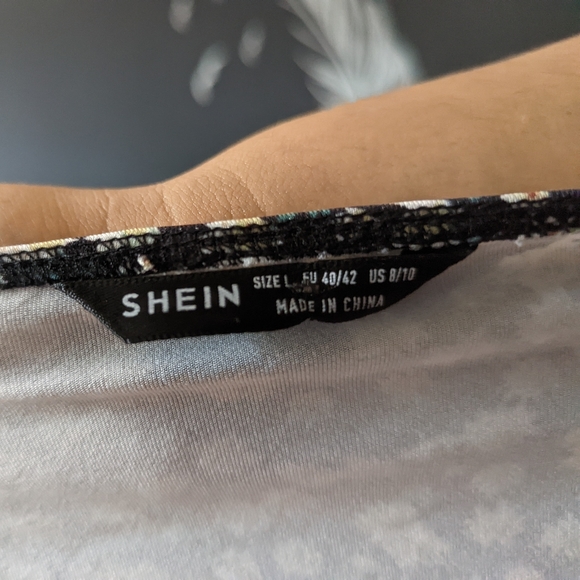 SHEIN
SIZE L EU 40/42 US 8/10
MADE IN CHINA